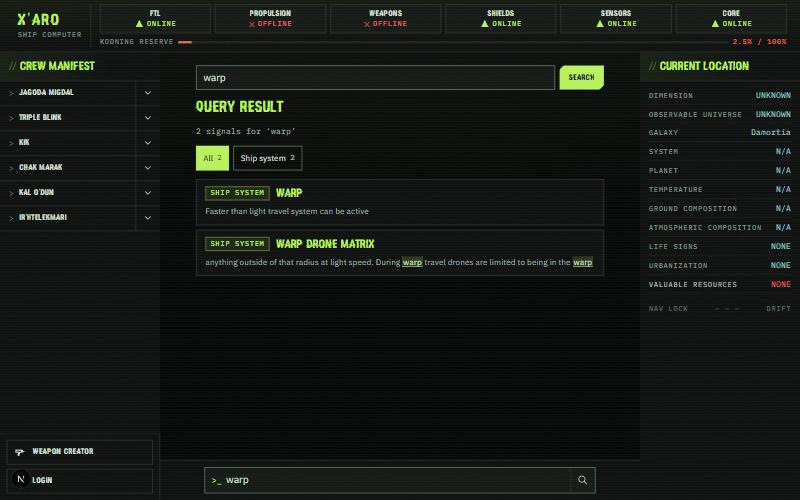 X'ARO
SHIP COMPUTER
FTL
ONLINE
PROPULSION
OFFLINE
WEAPONS
OFFLINE
SHIELDS
ONLINE
SENSORS
ONLINE
CORE
ONLINE
KODNING RESERVE
2.5% / 100%
// CREW MANIFEST
> JAGODA MIGDAL
> TRIPLE BLINK
> KIK
> CHAK MARAK
> KAL O'DUN
> IR'NTELEKMARI
WEAPON CREATOR
N
LOGIN
warp
SEARCH
QUERY RESULT
2 signals for 'warp'
All 2
Ship system 2
SHIP SYSTEM WARP
Faster than light travel system can be active
SHIP SYSTEM WARP DRONE MATRIX
anything outside of that radius at light speed. During warp travel drones are limited to being in the warp
>_ warp
// CURRENT LOCATION
DIMENSION UNKNOWN
OBSERVABLE UNIVERSE UNKNOWN
GALAXY Damortia
SYSTEM N/A
PLANET N/A
TEMPERATURE N/A
GROUND COMPOSITION N/A
ATMOSPHERIC COMPOSITION N/A
LIFE SIGNS NONE
URBANIZATION NONE
VALUABLE RESOURCES NONE
NAV LOCK – – – DRIFT